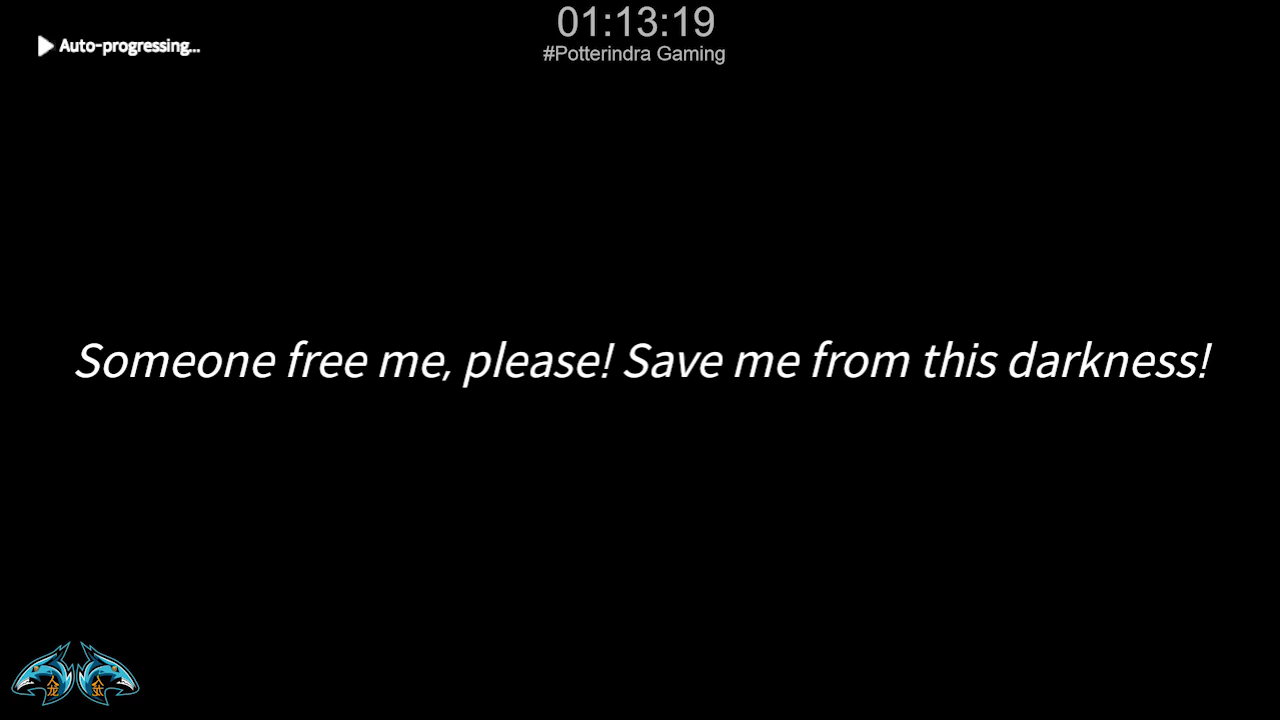 01:13:19
Auto-progressing...
#Potterindra Gaming
Someone free me, please! Save me from this darkness!